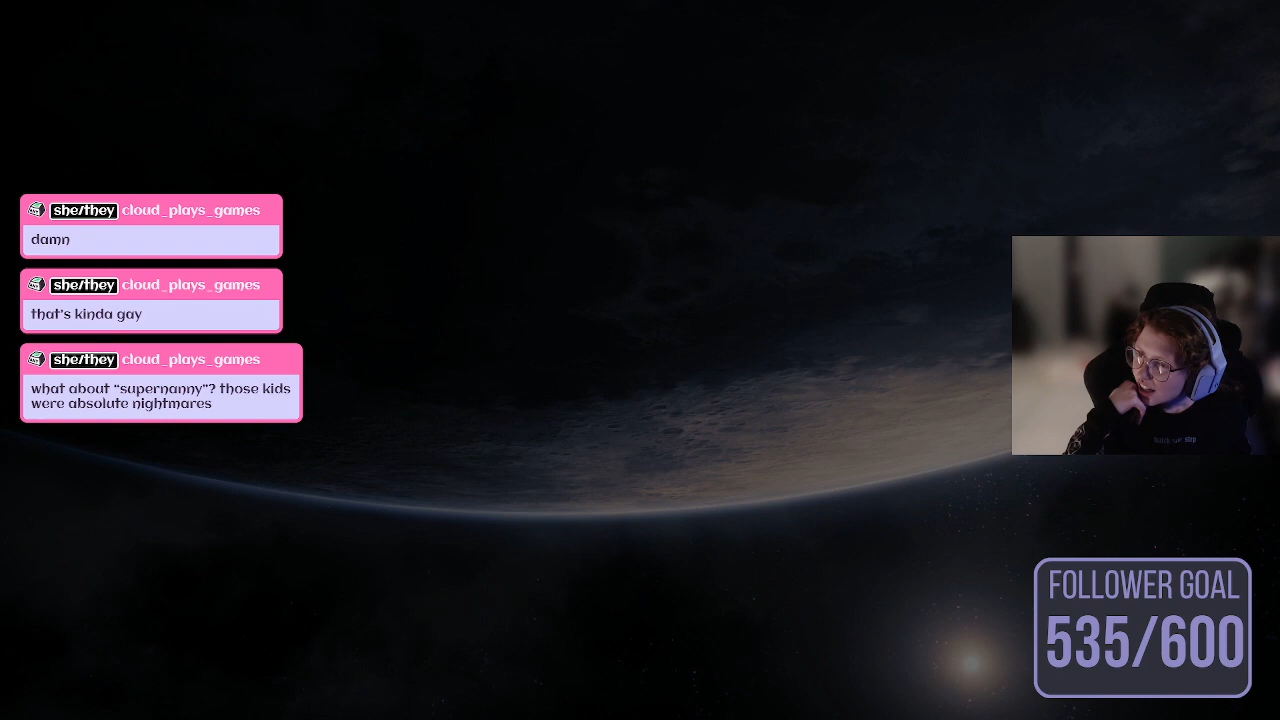 she/they cloud_plays_games
damn
she/they cloud_plays_games
that's kinda gay
she/they cloud_plays_games
what about "supernanny"? those kids
were absolute nightmares
FOLLOWER GOAL
535/600